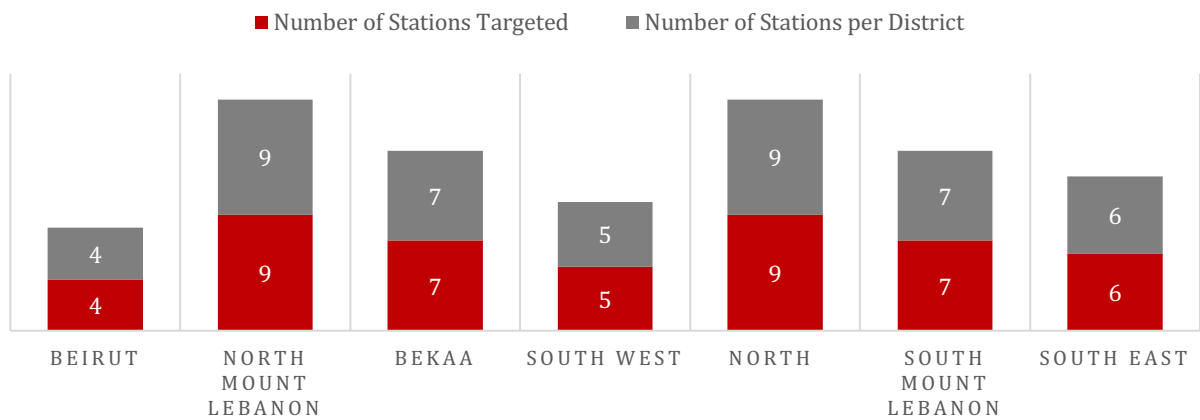 Number of Stations Targeted Number of Stations per District
4
9
7
5
9
7
6
4
9
7
5
9
7
6
BEIRUT
NORTH
MOUNT
LEBANON
BEKAA
SOUTH WEST
NORTH
SOUTH
MOUNT
LEBANON
SOUTH EAST